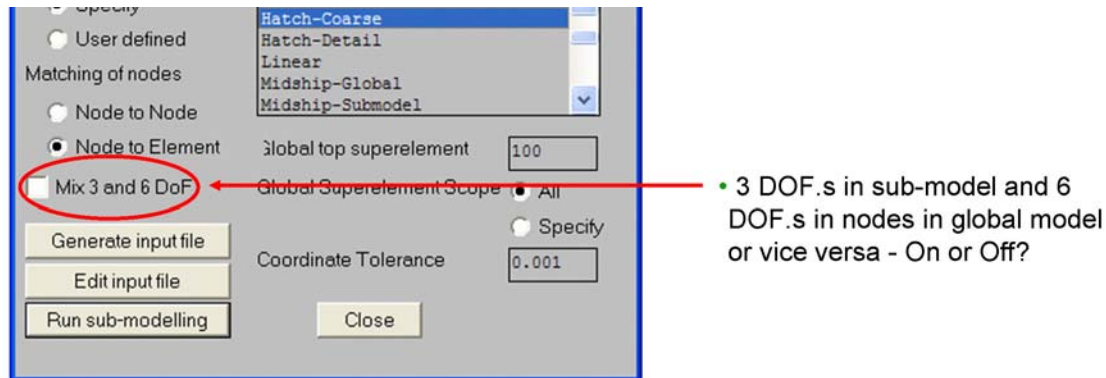 Specify
User defined
Matching of nodes
Node to Node
Node to Element
Mix 3 and 6 DoF
Generate input file
Edit input file
Run sub-modelling
Hatch-Coarse
Hatch-Detail
Linear
Midship-Global
Midship-Submodel
Global top superelement 100
Global Superelement Scope All
Specify
Coordinate Tolerance 0.001
Close
• 3 DOF.s in sub-model and 6
DOF.s in nodes in global model
or vice versa - On or Off?